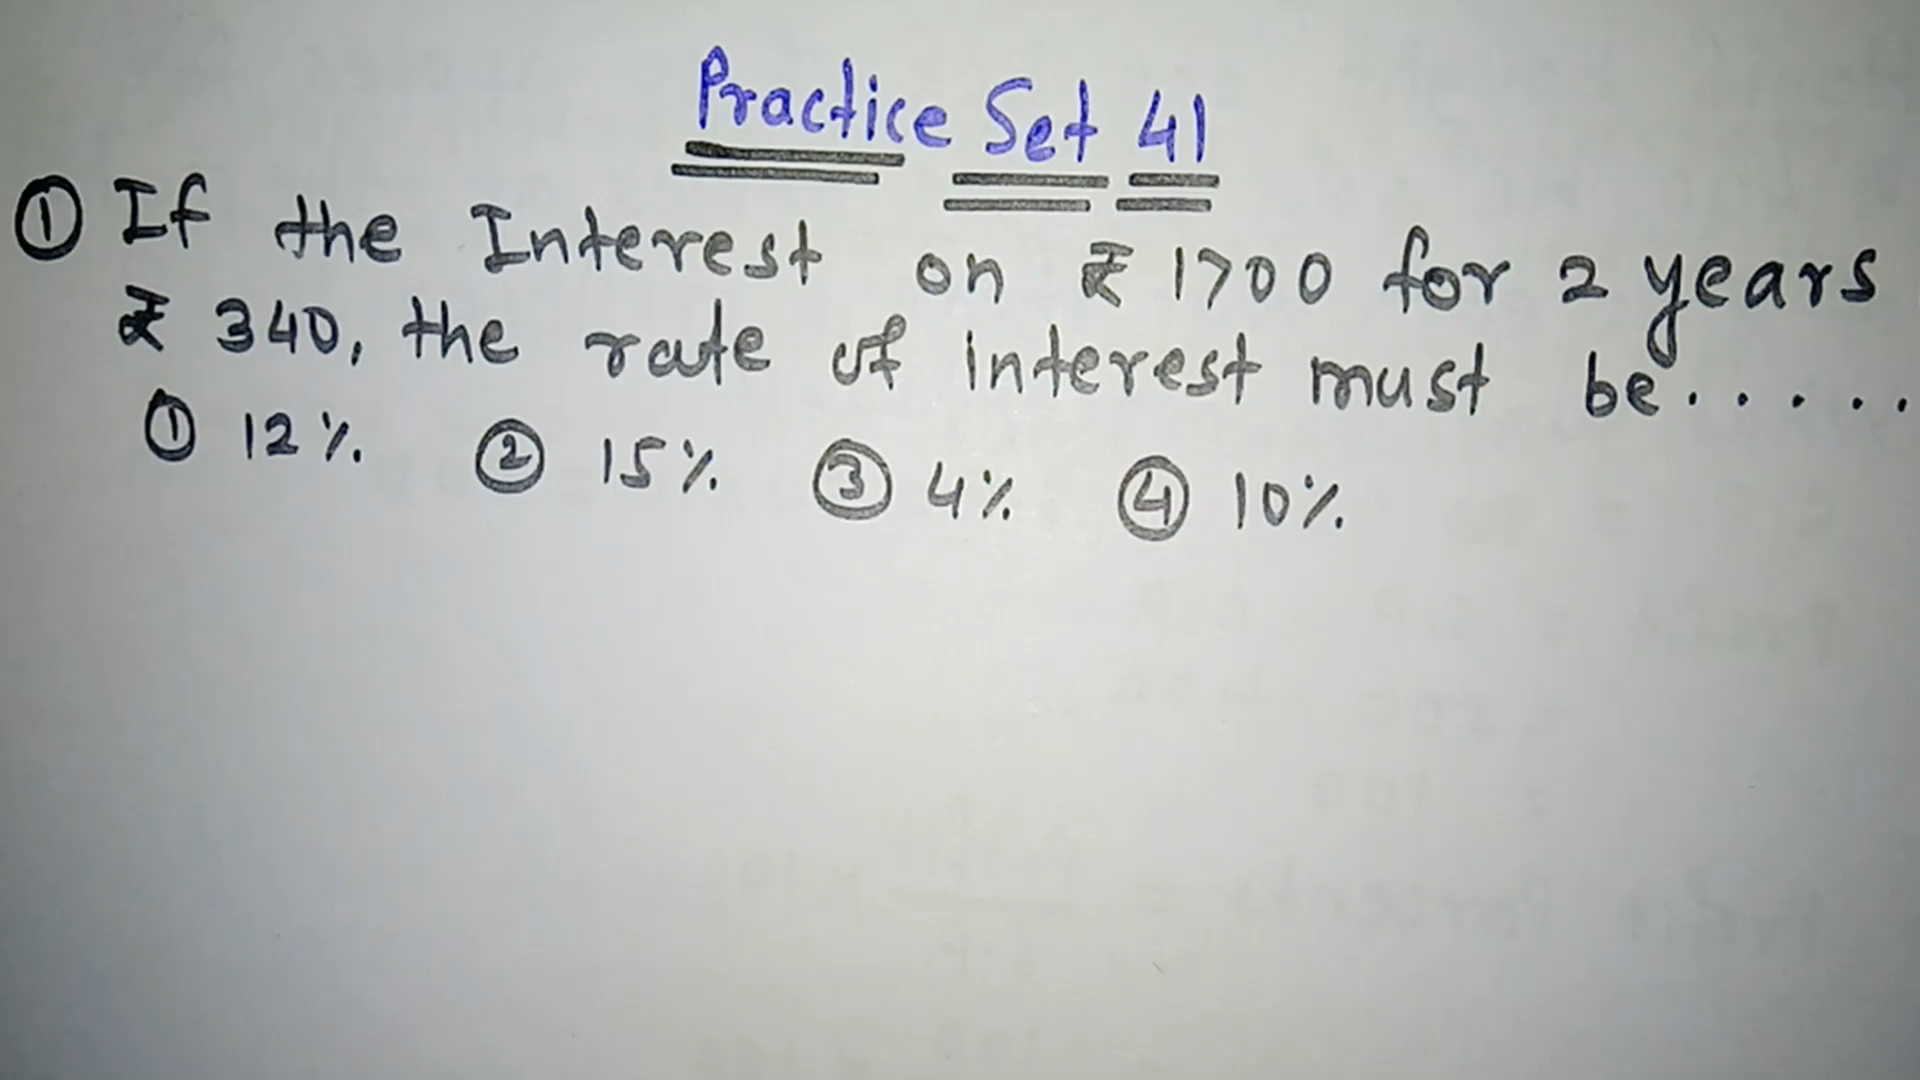 Practice Set 41
① If the Interest on ₹ 1700 for 2 years
₹ 340, the rate of interest must be.....
① 12% ② 15% ③ 4% ④ 10%